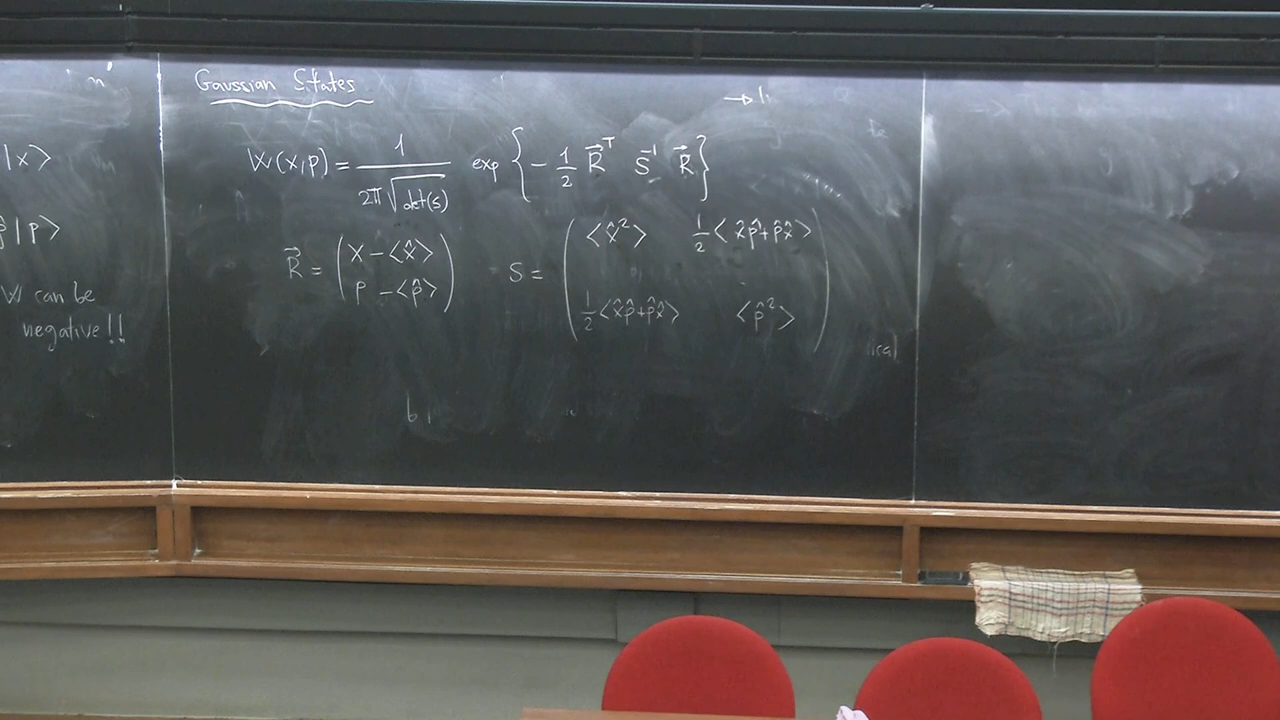 |x⟩
|p⟩
W can be
negative!!
Gaussian States
W(x,p) = 1 / 2π√det(s) exp{ - 1/2 R⃗ᵀ S⁻¹ R⃗ }
R⃗ = ( x - <x̂> ; p - <p̂> ) S = ( <x̂²> 1/2 <x̂p̂+p̂x̂> ; 1/2 <x̂p̂+p̂x̂> <p̂²> )